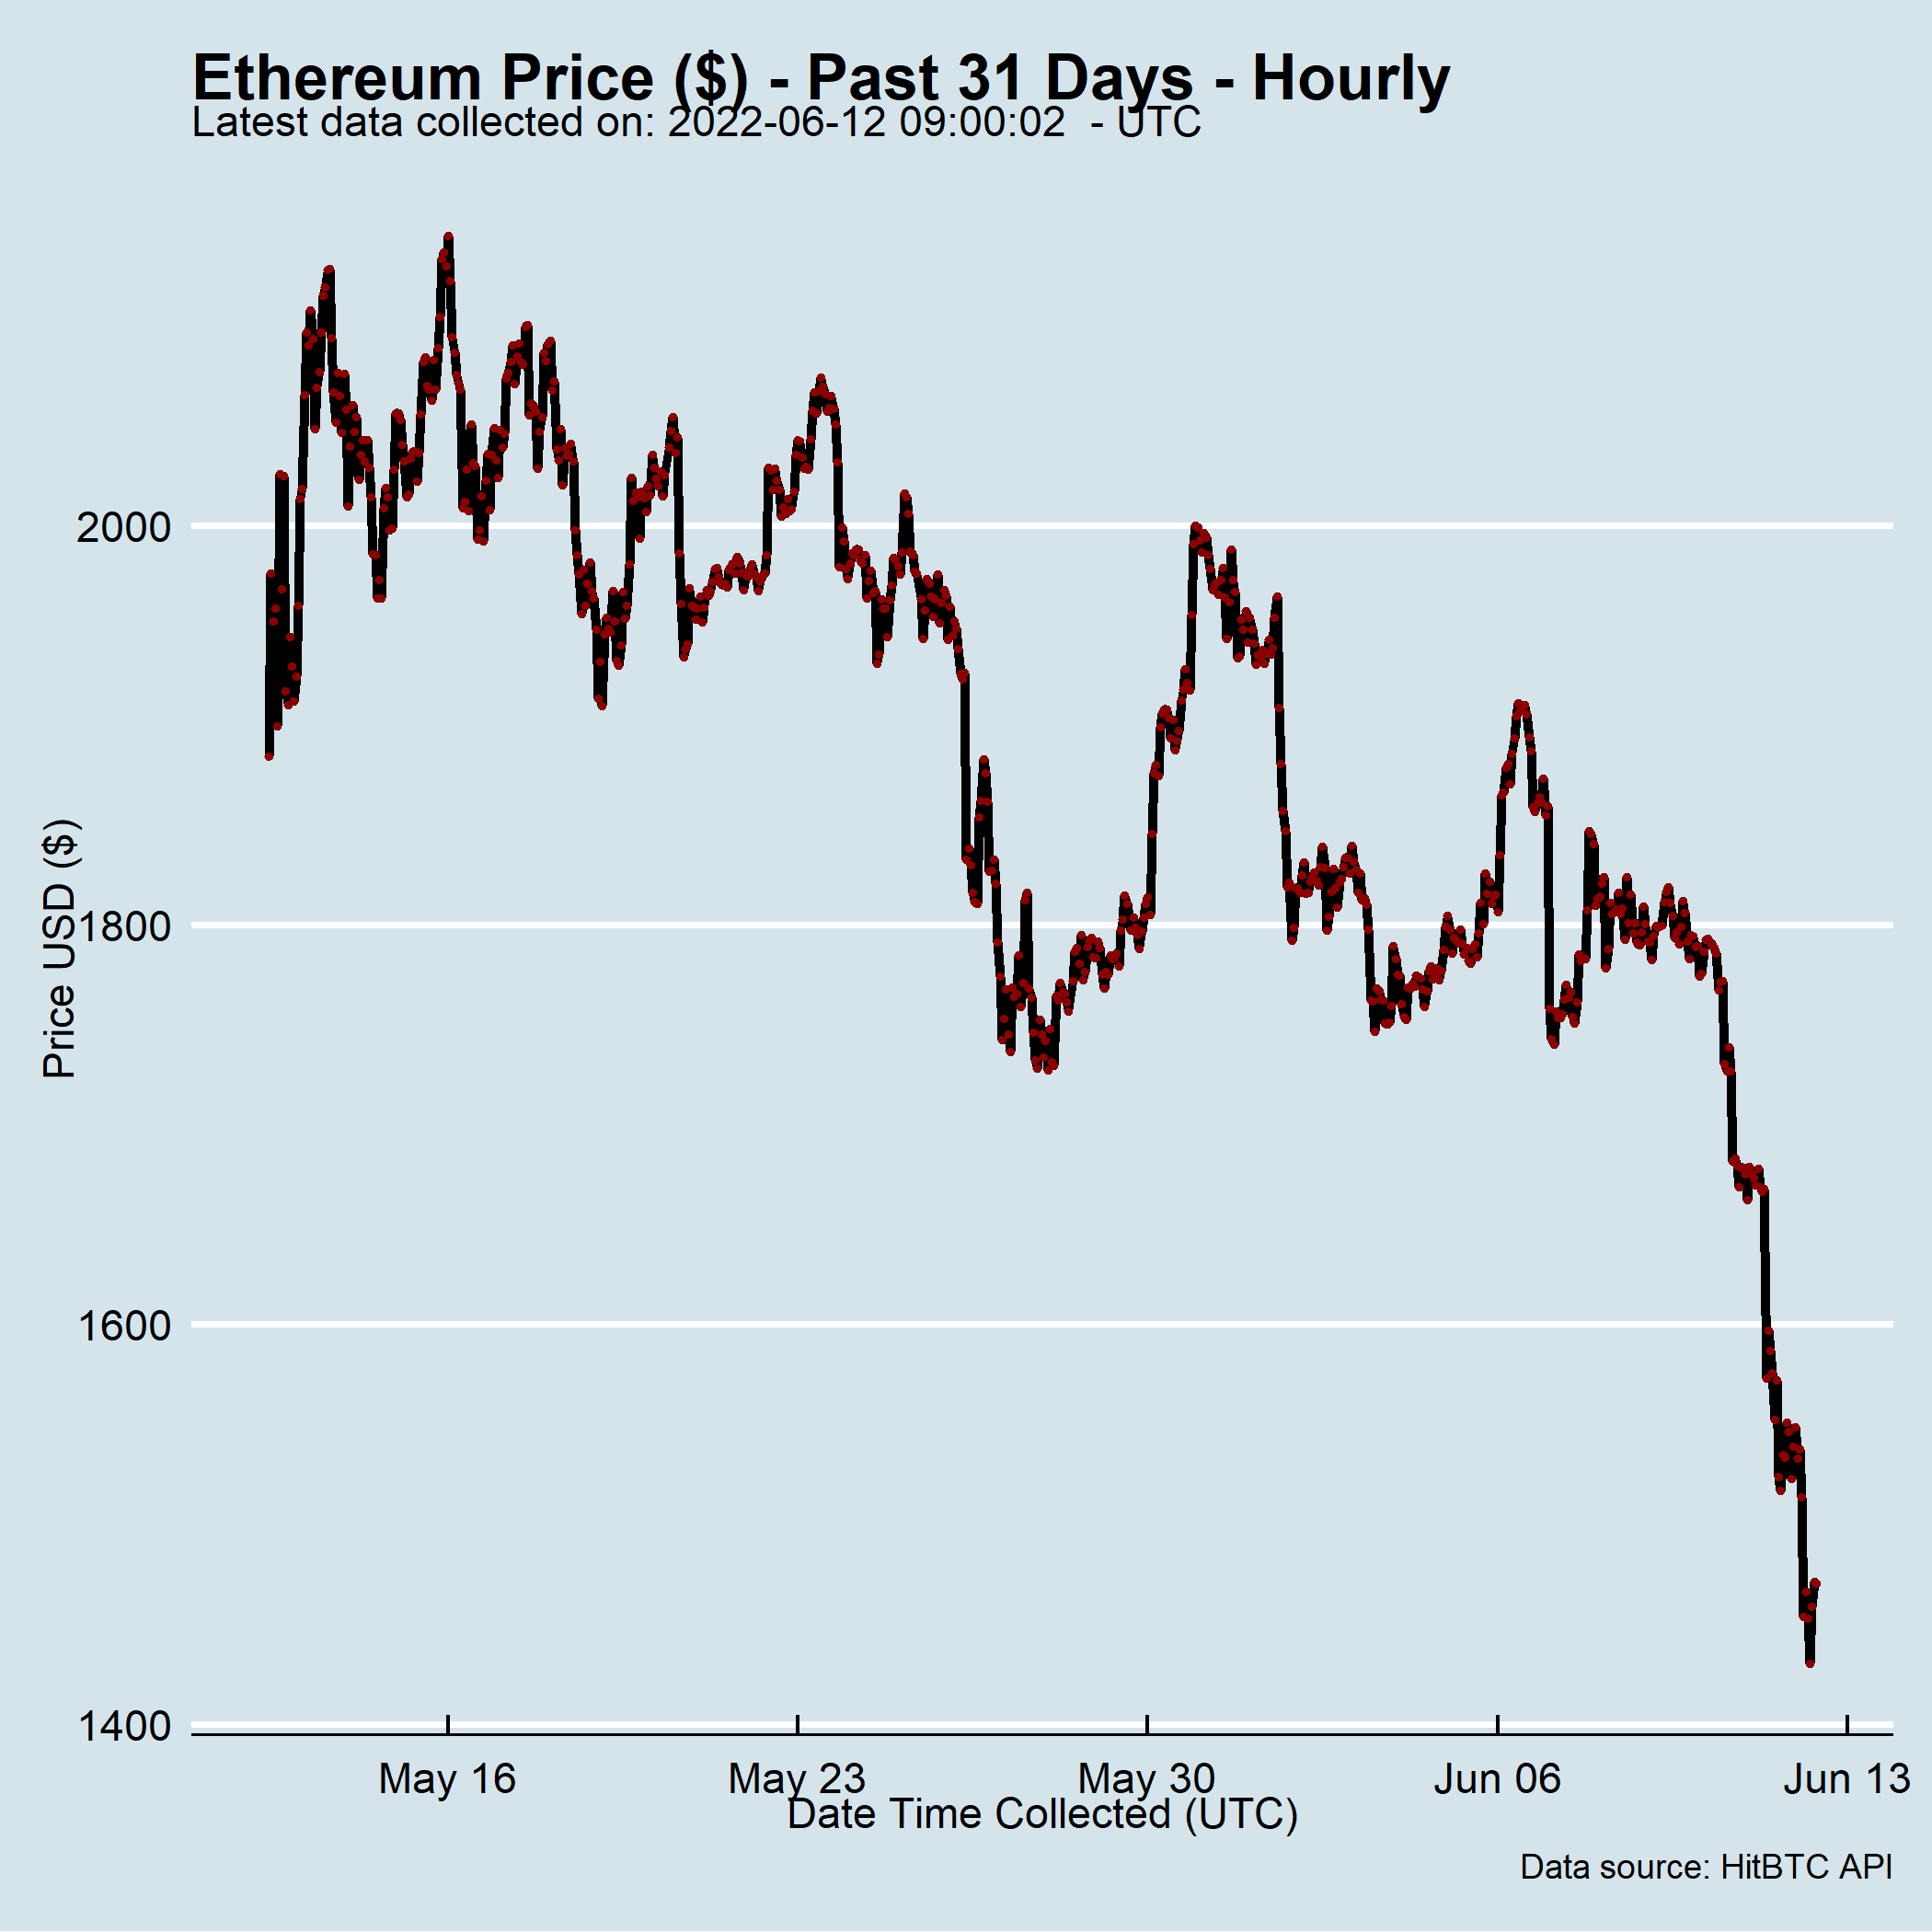 Ethereum Price ($) - Past 31 Days - Hourly
Latest data collected on: 2022-06-12 09:00:02  - UTC
Price USD ($)
2000
1800
1600
1400
May 16
May 23
May 30
Jun 06
Jun 13
Date Time Collected (UTC)
Data source: HitBTC API